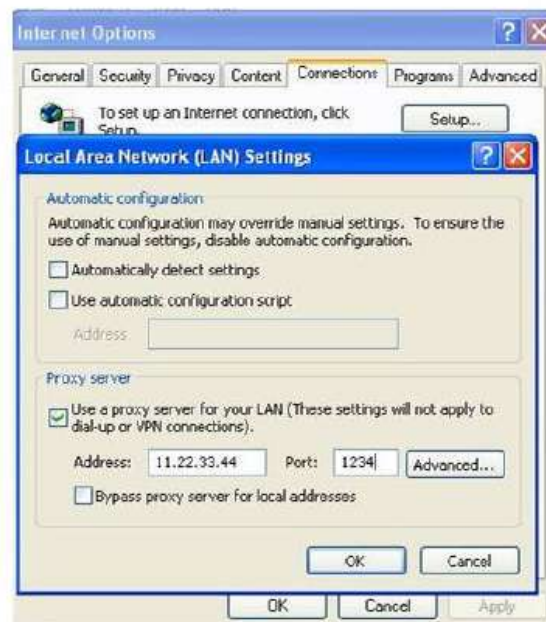 Internet Options
General Security Privacy Content Connections Programs Advanced
To set up an Internet connection, click
Setup.
Setup...
Local Area Network (LAN) Settings
Automatic configuration
Automatic configuration may override manual settings. To ensure the
use of manual settings, disable automatic configuration.
Automatically detect settings
Use automatic configuration script
Address
Proxy server
Use a proxy server for your LAN (These settings will not apply to
dial-up or VPN connections).
Address: 11.22.33.44 Port: 1234 Advanced...
Bypass proxy server for local addresses
OK Cancel
OK Cancel Apply